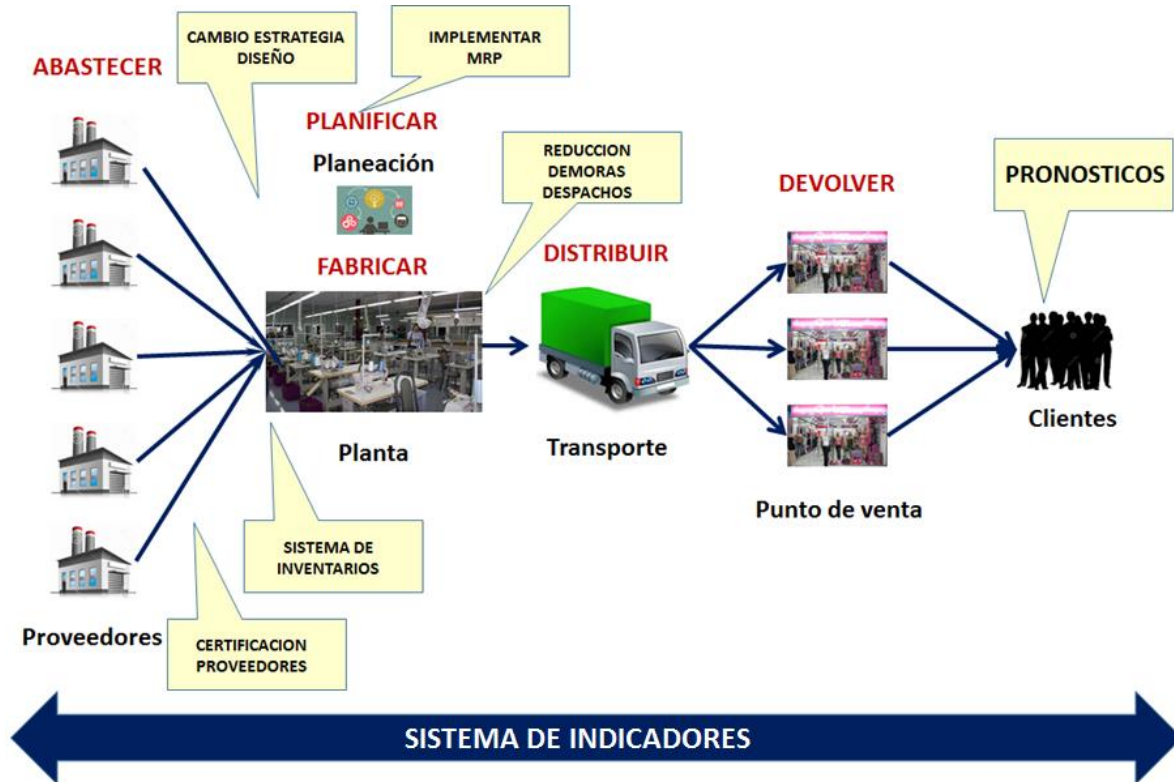 CAMBIO ESTRATEGIA
DISEÑO
IMPLEMENTAR
MRP
ABASTECER
PLANIFICAR
Planeación
REDUCCION
DEMORAS
DESPACHOS
DEVOLVER
PRONOSTICOS
FABRICAR
DISTRIBUIR
Planta
Transporte
Clientes
Punto de venta
SISTEMA DE
INVENTARIOS
Proveedores
CERTIFICACION
PROVEEDORES
SISTEMA DE INDICADORES